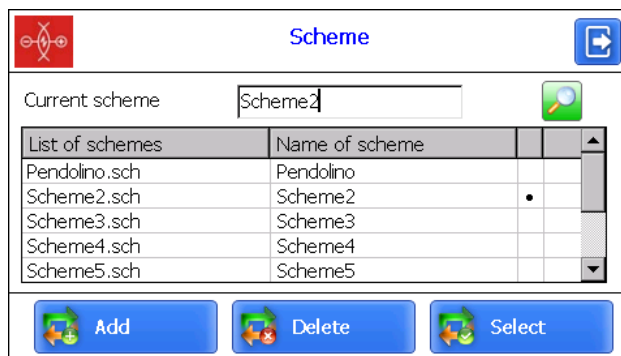 Scheme
Current scheme Scheme2
List of schemes Name of scheme
Pendolino.sch Pendolino
Scheme2.sch Scheme2 •
Scheme3.sch Scheme3
Scheme4.sch Scheme4
Scheme5.sch Scheme5
Add Delete Select